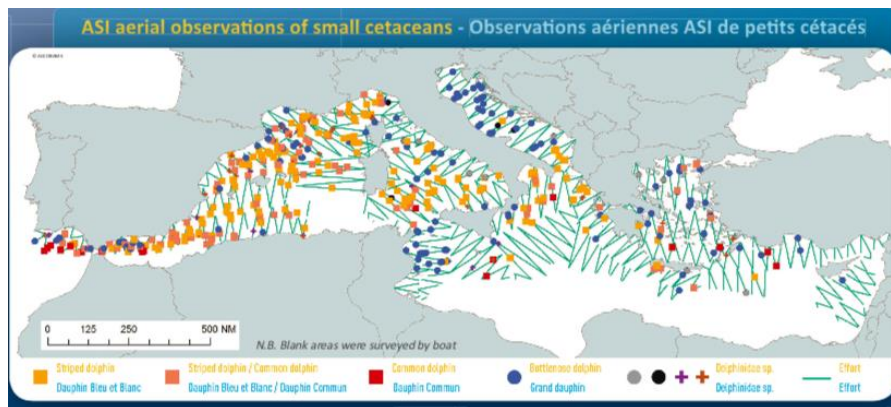 ASI aerial observations of small cetaceans - Observations aériennes ASI de petits cétacés
0 125 250 500 NM
N.B. Blank areas were surveyed by boat
Striped dolphin Striped dolphin / Common dolphin Common dolphin Bottlenose dolphin Delphinidae sp. Effort
Dauphin Bleu et Blanc Dauphin Bleu et Blanc / Dauphin Commun Dauphin Commun Grand dauphin Delphinidae sp. Effort